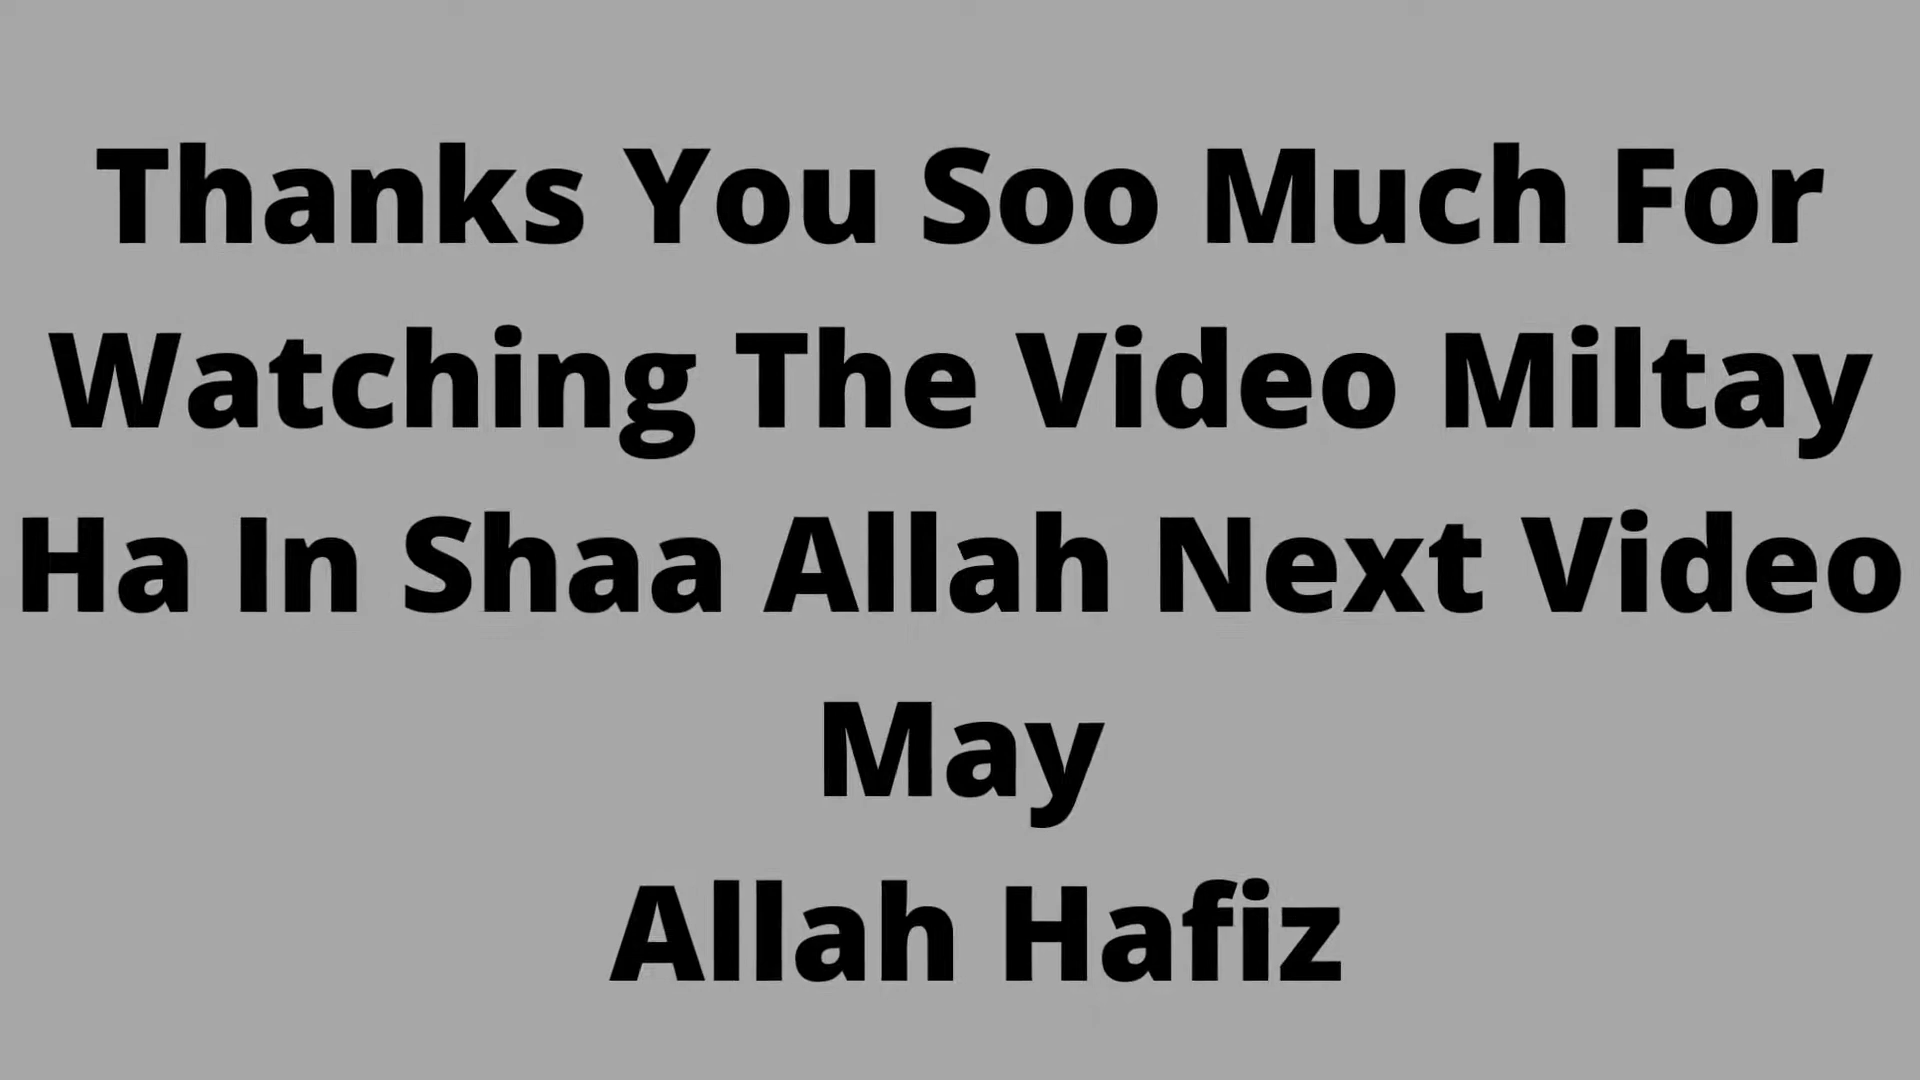 Thanks You Soo Much For
Watching The Video Miltay
Ha In Shaa Allah Next Video
May
Allah Hafiz